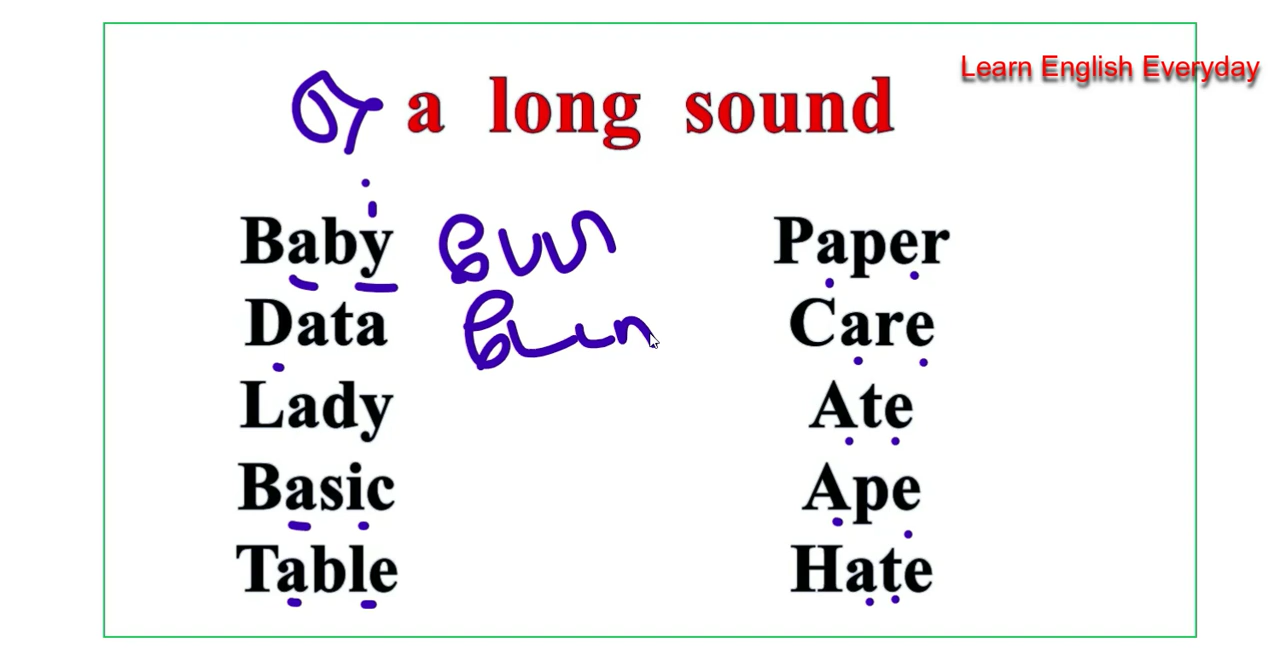 Learn English Everyday
ஏ a long sound
Baby பேபி Paper
Data Care
Lady Ate
Basic Ape
Table Hate